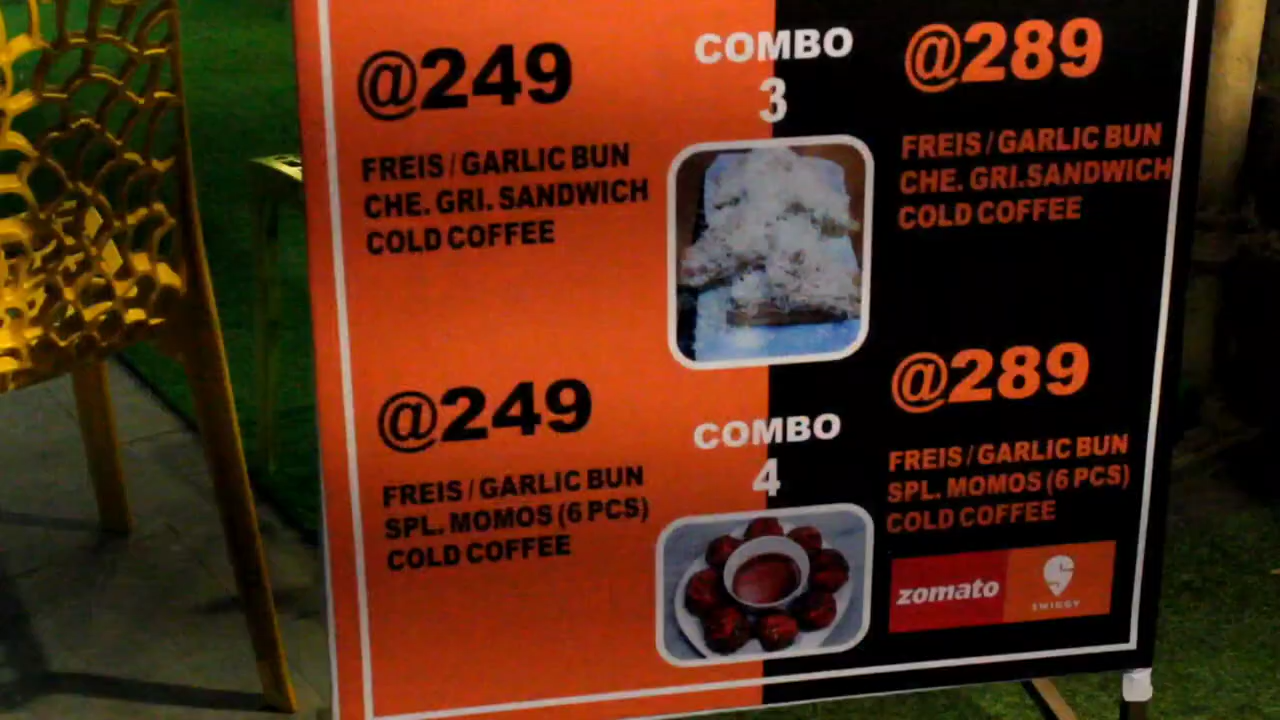 @249
FREIS / GARLIC BUN
CHE. GRI. SANDWICH
COLD COFFEE
COMBO
3
@289
FREIS / GARLIC BUN
CHE. GRI.SANDWICH
COLD COFFEE
@249
FREIS / GARLIC BUN
SPL. MOMOS (6 PCS)
COLD COFFEE
COMBO
4
@289
FREIS / GARLIC BUN
SPL. MOMOS (6 PCS)
COLD COFFEE
zomato
SWIGGY